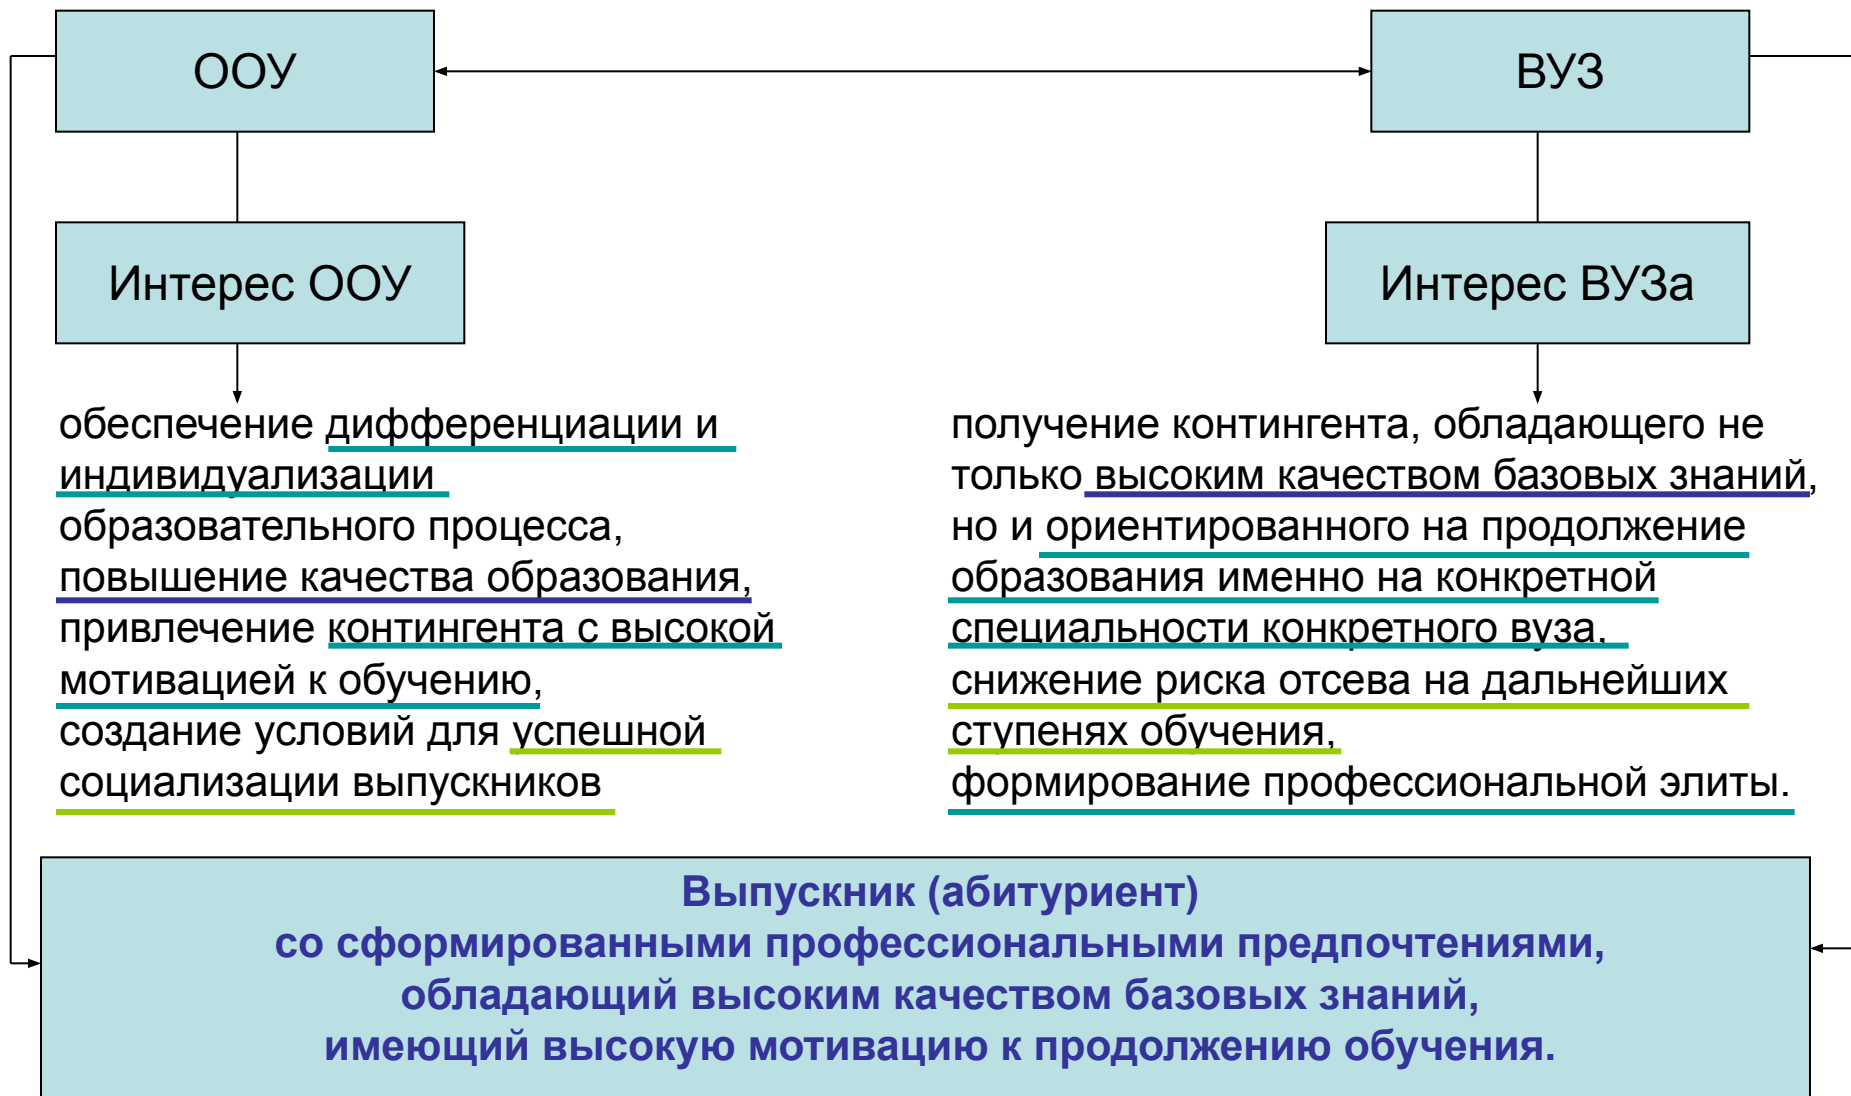 ООУ
ВУЗ
Интерес ООУ
Интерес ВУЗа
обеспечение дифференциации и
индивидуализации
образовательного процесса,
повышение качества образования,
привлечение контингента с высокой
мотивацией к обучению,
создание условий для успешной
социализации выпускников
получение контингента, обладающего не
только высоким качеством базовых знаний,
но и ориентированного на продолжение
образования именно на конкретной
специальности конкретного вуза,
снижение риска отсева на дальнейших
ступенях обучения,
формирование профессиональной элиты.
Выпускник (абитуриент)
со сформированными профессиональными предпочтениями,
обладающий высоким качеством базовых знаний,
имеющий высокую мотивацию к продолжению обучения.